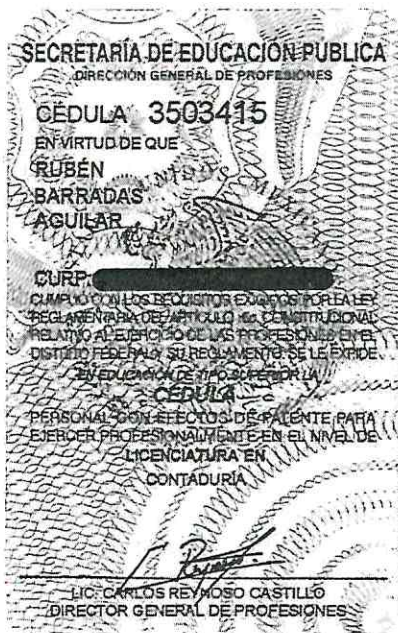 SECRETARÍA DE EDUCACIÓN PÚBLICA
DIRECCIÓN GENERAL DE PROFESIONES
CÉDULA 3503415
EN VIRTUD DE QUE
RUBÉN
BARRADAS
AGUILAR
CURP:
CUMPLIÓ CON LOS REQUISITOS EXIGIDOS POR LA LEY
REGLAMENTARIA DEL ARTÍCULO 5o. CONSTITUCIONAL
RELATIVO AL EJERCICIO DE LAS PROFESIONES EN EL
DISTRITO FEDERAL Y SU REGLAMENTO SE LE EXPIDE
EN EDUCACIÓN DE TIPO SUPERIOR LA
CÉDULA
PERSONAL CON EFECTOS DE PATENTE PARA
EJERCER PROFESIONALMENTE EN EL NIVEL DE
LICENCIATURA EN
CONTADURÍA
LIC. CARLOS REYNOSO CASTILLO
DIRECTOR GENERAL DE PROFESIONES